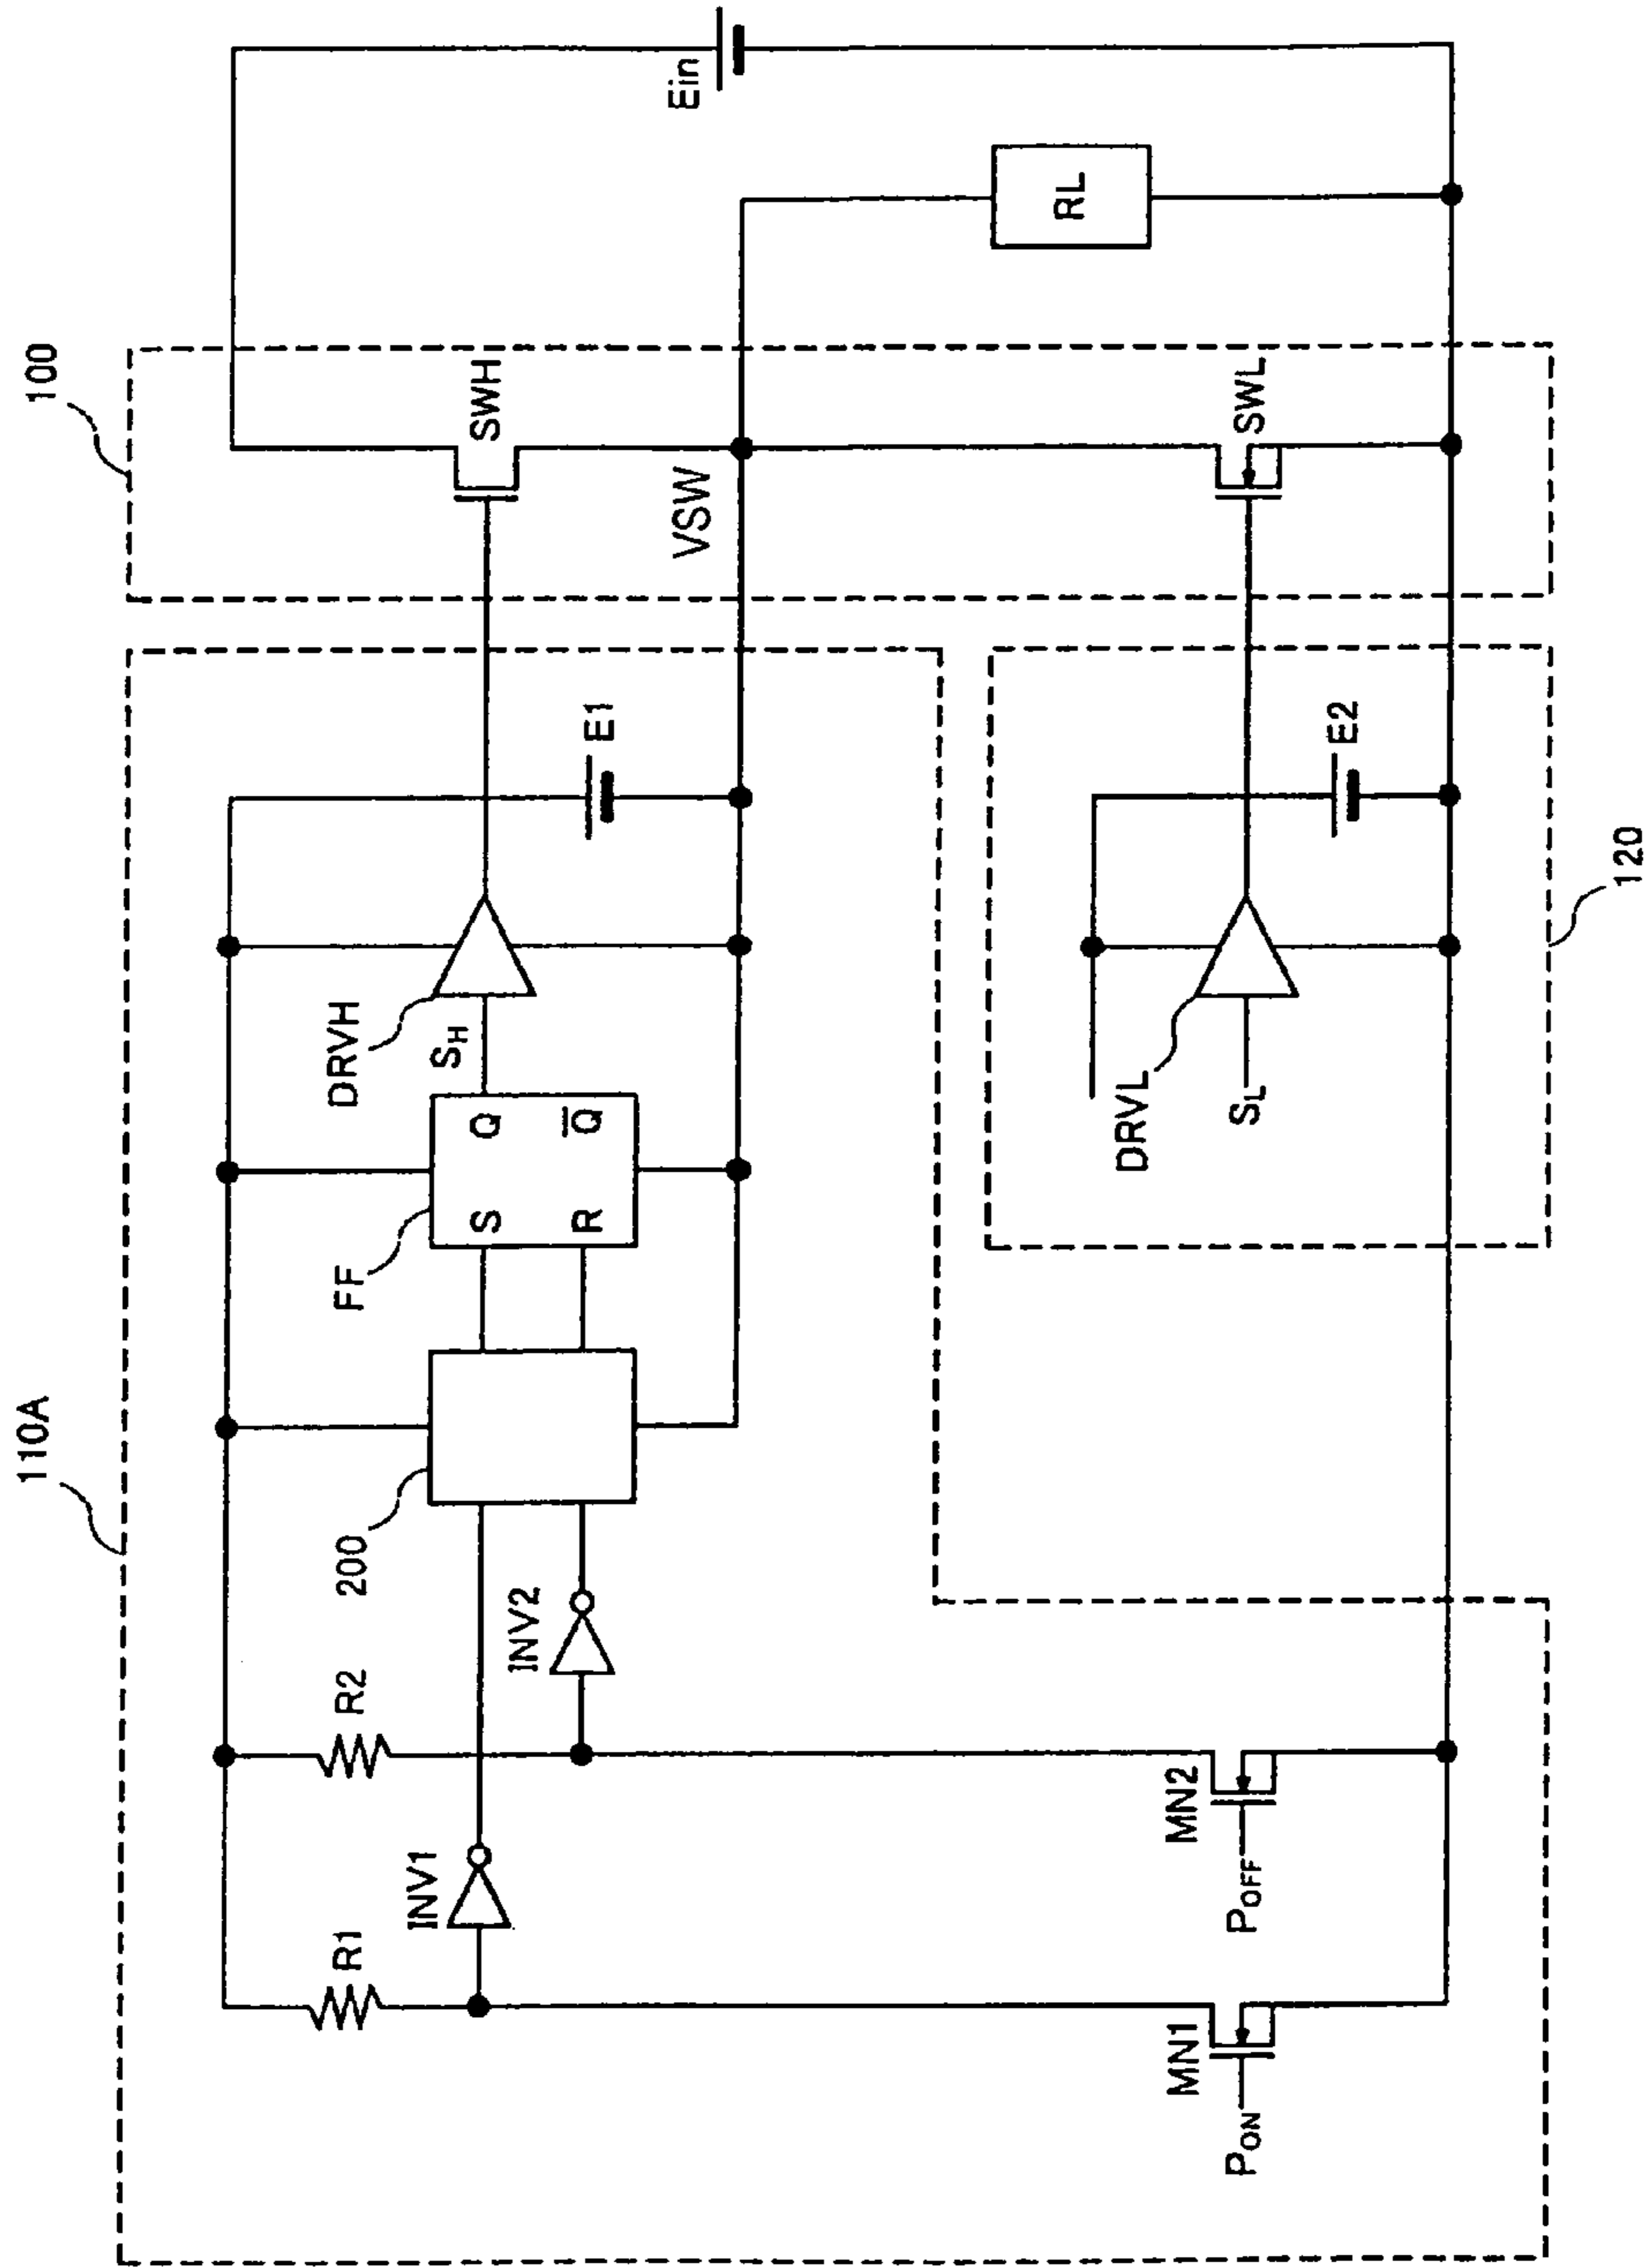 110A
100
R1
R2
INV1
INV2
200
FF
S
R
Q
Q̅
SH
DRVH
E1
SWH
VSW
Ein
RL
PON
MN1
POFF
MN2
DRVL
SL
E2
SWL
120